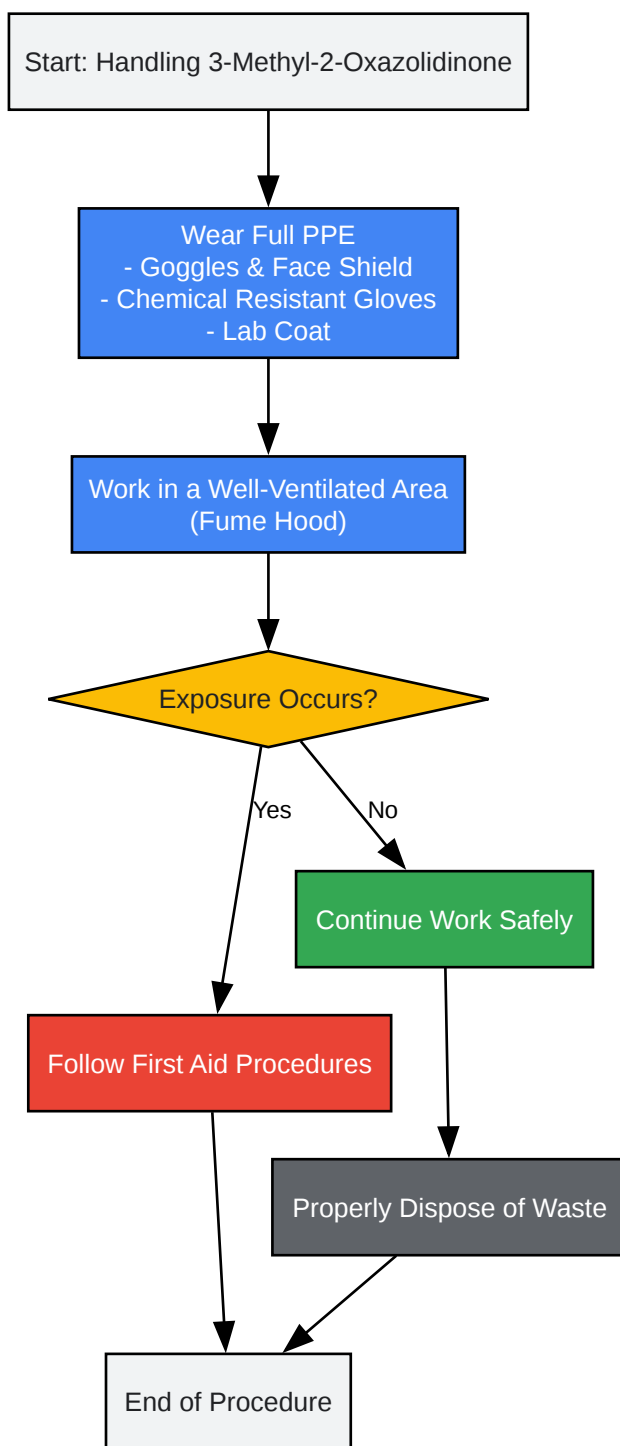 Start: Handling 3-Methyl-2-Oxazolidinone
Wear Full PPE
- Goggles & Face Shield
- Chemical Resistant Gloves
- Lab Coat
Work in a Well-Ventilated Area
(Fume Hood)
Exposure Occurs?
Yes
No
Continue Work Safely
Follow First Aid Procedures
Properly Dispose of Waste
End of Procedure